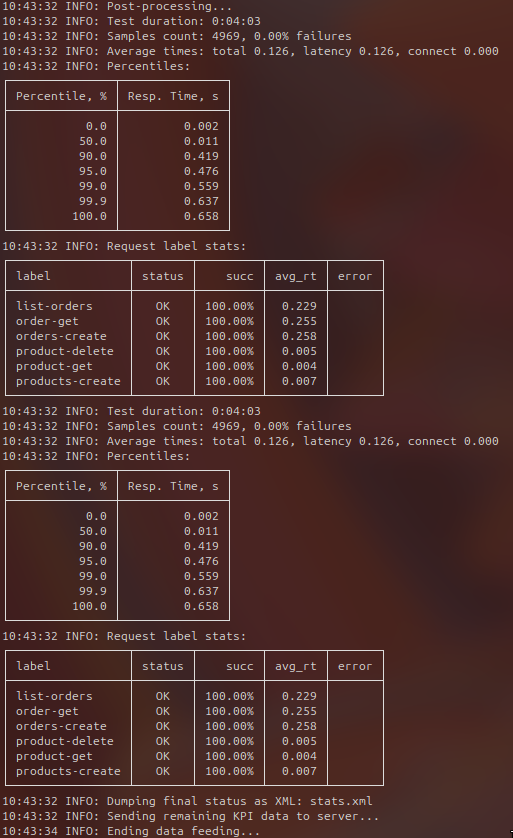 10:43:32 INFO: Post-processing...
10:43:32 INFO: Test duration: 0:04:03
10:43:32 INFO: Samples count: 4969, 0.00% failures
10:43:32 INFO: Average times: total 0.126, latency 0.126, connect 0.000
10:43:32 INFO: Percentiles:
Percentile, % Resp. Time, s
0.0 0.002
50.0 0.011
90.0 0.419
95.0 0.476
99.0 0.559
99.9 0.637
100.0 0.658
10:43:32 INFO: Request label stats:
label status succ avg_rt error
list-orders OK 100.00% 0.229
order-get OK 100.00% 0.255
orders-create OK 100.00% 0.258
product-delete OK 100.00% 0.005
product-get OK 100.00% 0.004
products-create OK 100.00% 0.007
10:43:32 INFO: Test duration: 0:04:03
10:43:32 INFO: Samples count: 4969, 0.00% failures
10:43:32 INFO: Average times: total 0.126, latency 0.126, connect 0.000
10:43:32 INFO: Percentiles:
Percentile, % Resp. Time, s
0.0 0.002
50.0 0.011
90.0 0.419
95.0 0.476
99.0 0.559
99.9 0.637
100.0 0.658
10:43:32 INFO: Request label stats:
label status succ avg_rt error
list-orders OK 100.00% 0.229
order-get OK 100.00% 0.255
orders-create OK 100.00% 0.258
product-delete OK 100.00% 0.005
product-get OK 100.00% 0.004
products-create OK 100.00% 0.007
10:43:32 INFO: Dumping final status as XML: stats.xml
10:43:32 INFO: Sending remaining KPI data to server...
10:43:34 INFO: Ending data feeding...